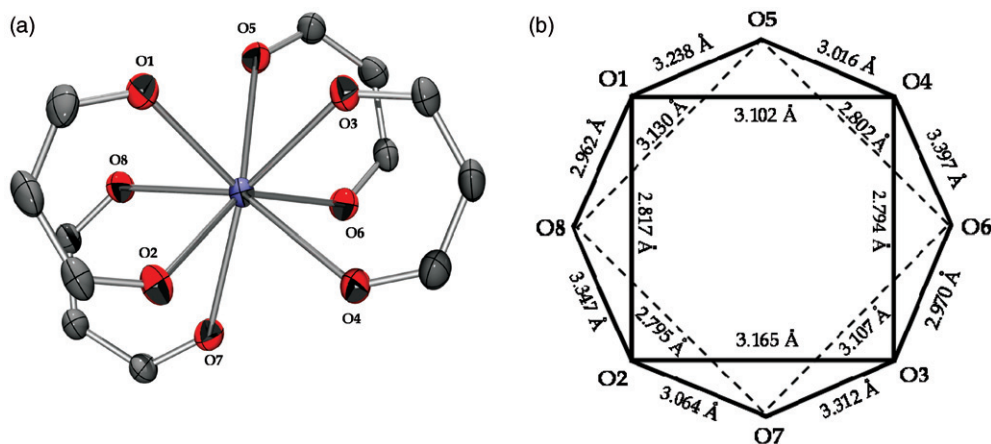 (a)
O5
O1
O3
O8
O6
O2
O4
O7
(b)
O5
3.238 Å
3.016 Å
O1
O4
3.102 Å
3.130 Å
2.802 Å
2.962 Å
3.397 Å
2.817 Å
2.794 Å
O8
O6
3.347 Å
2.970 Å
2.795 Å
3.165 Å
3.107 Å
O2
O3
3.064 Å
3.312 Å
O7